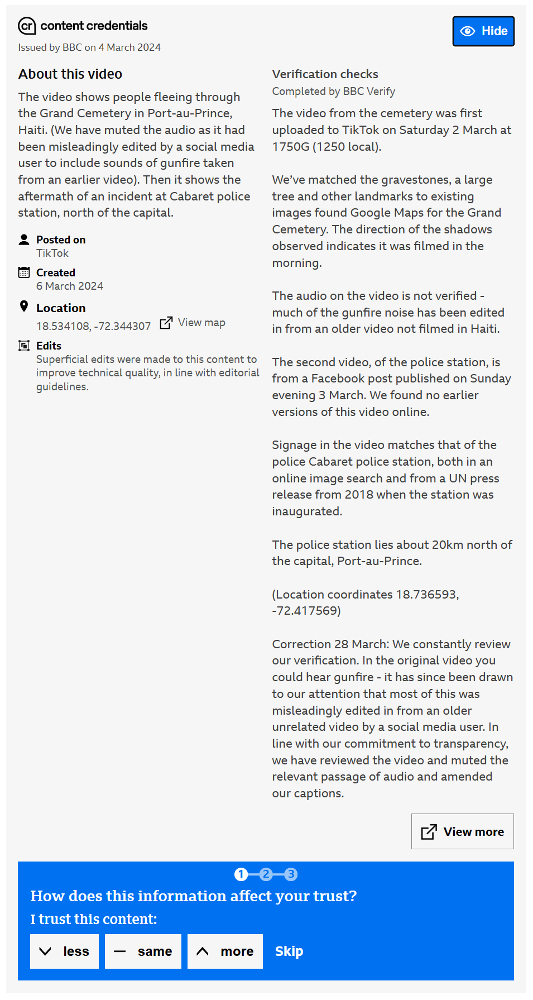 cr content credentials
Hide
Issued by BBC on 4 March 2024
About this video
The video shows people fleeing through
the Grand Cemetery in Port-au-Prince,
Haiti. (We have muted the audio as it had
been misleadingly edited by a social media
user to include sounds of gunfire taken
from an earlier video). Then it shows the
aftermath of an incident at Cabaret police
station, north of the capital.
Posted on
TikTok
Created
6 March 2024
Location
18.534108, -72.344307 View map
Edits
Superficial edits were made to this content to
improve technical quality, in line with editorial
guidelines.
Verification checks
Completed by BBC Verify
The video from the cemetery was first
uploaded to TikTok on Saturday 2 March at
1750G (1250 local).
We’ve matched the gravestones, a large
tree and other landmarks to existing
images found Google Maps for the Grand
Cemetery. The direction of the shadows
observed indicates it was filmed in the
morning.
The audio on the video is not verified -
much of the gunfire noise has been edited
in from an older video not filmed in Haiti.
The second video, of the police station, is
from a Facebook post published on Sunday
evening 3 March. We found no earlier
versions of this video online.
Signage in the video matches that of the
police Cabaret police station, both in an
online image search and from a UN press
release from 2018 when the station was
inaugurated.
The police station lies about 20km north of
the capital, Port-au-Prince.
(Location coordinates 18.736593,
-72.417569)
Correction 28 March: We constantly review
our verification. In the original video you
could hear gunfire - it has since been drawn
to our attention that most of this was
misleadingly edited in from an older
unrelated video by a social media user. In
line with our commitment to transparency,
we have reviewed the video and muted the
relevant passage of audio and amended
our captions.
View more
1 2 3
How does this information affect your trust?
I trust this content:
less same more Skip